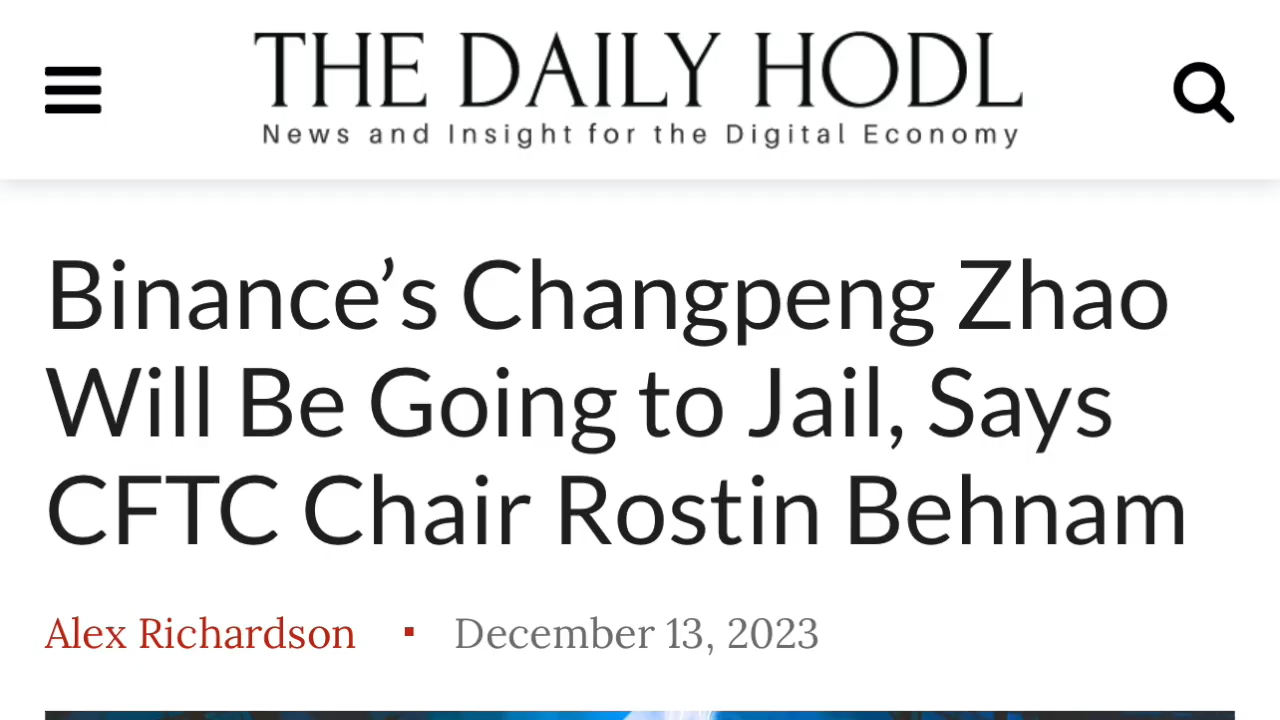 THE DAILY HODL
News and Insight for the Digital Economy
Binance’s Changpeng Zhao
Will Be Going to Jail, Says
CFTC Chair Rostin Behnam
Alex Richardson ▪ December 13, 2023